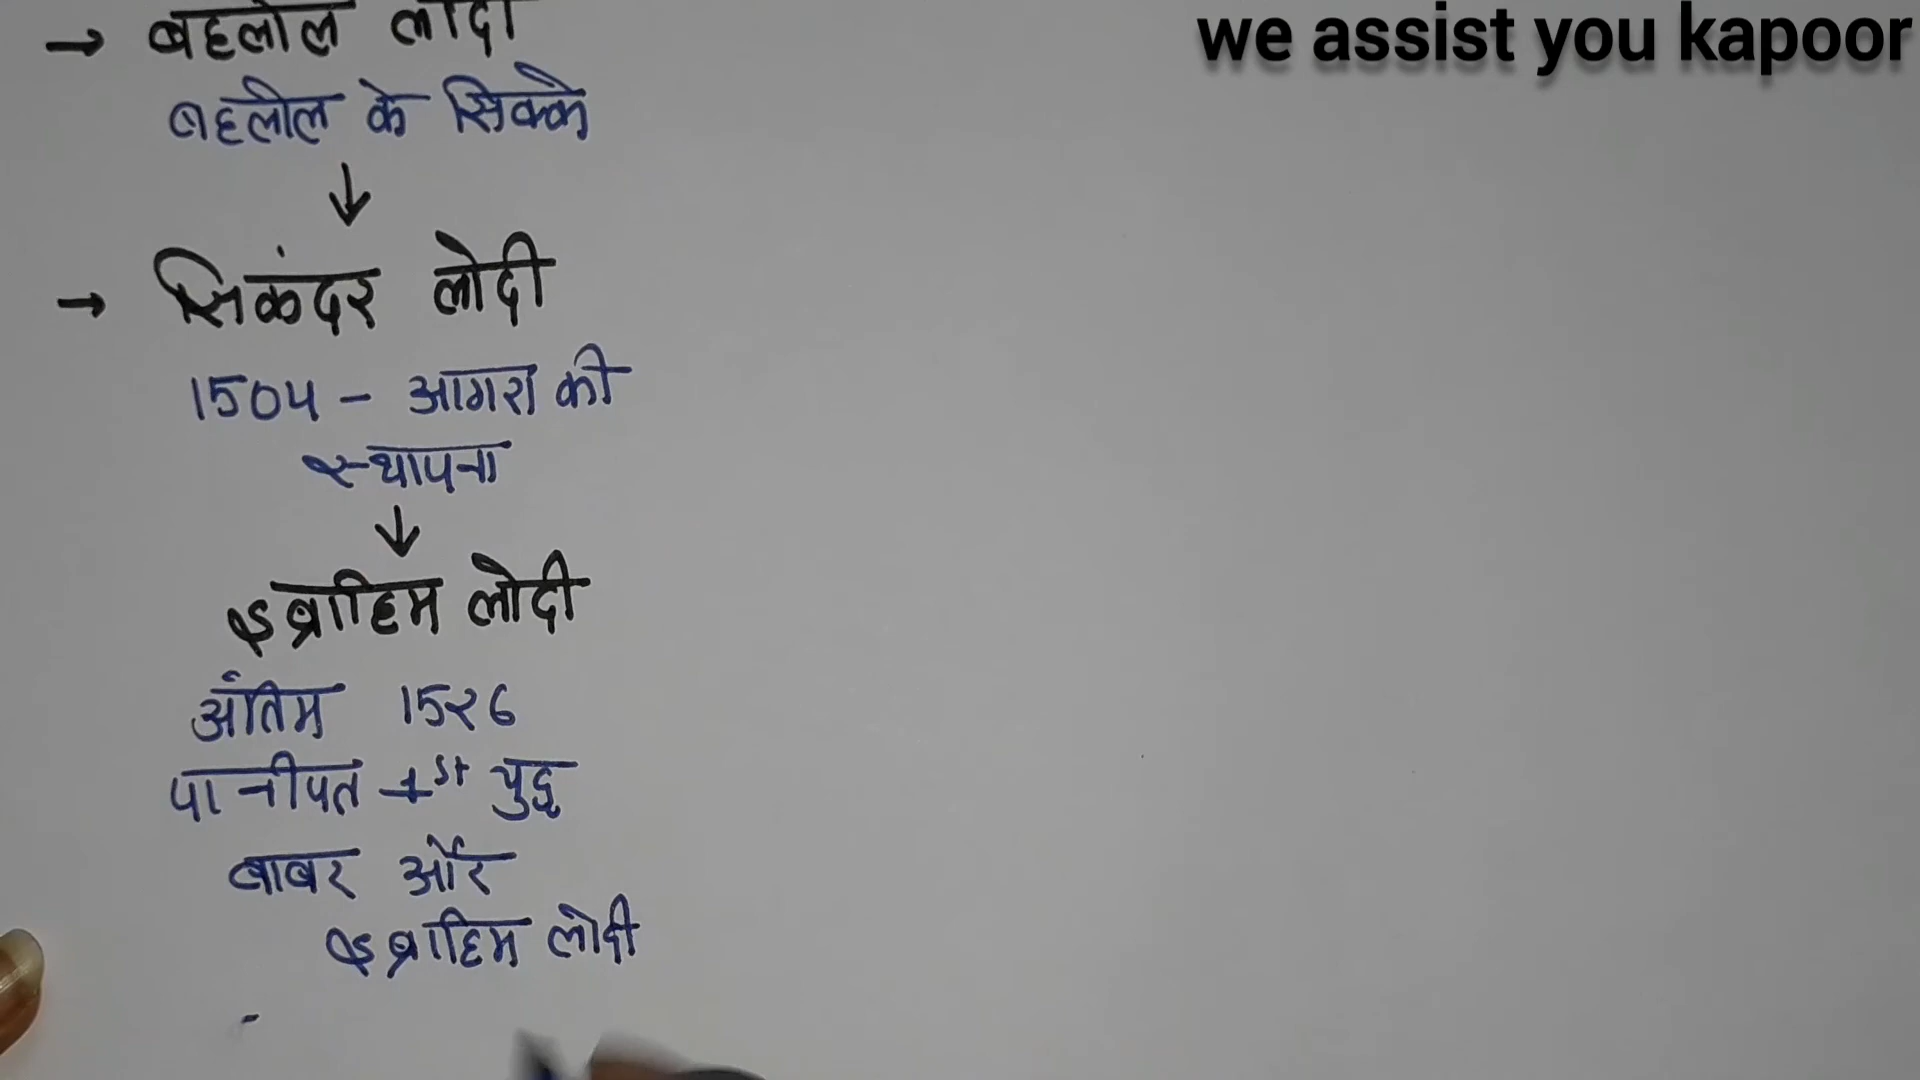 we assist you kapoor
→ बहलोल लोदी
बहलोल के सिक्के
↓
→ सिकंदर लोदी
1504 - आगरा की
स्थापना
↓
इब्राहिम लोदी
अंतिम 1526
पानीपत 1st युद्ध
बाबर और
इब्राहिम लोदी